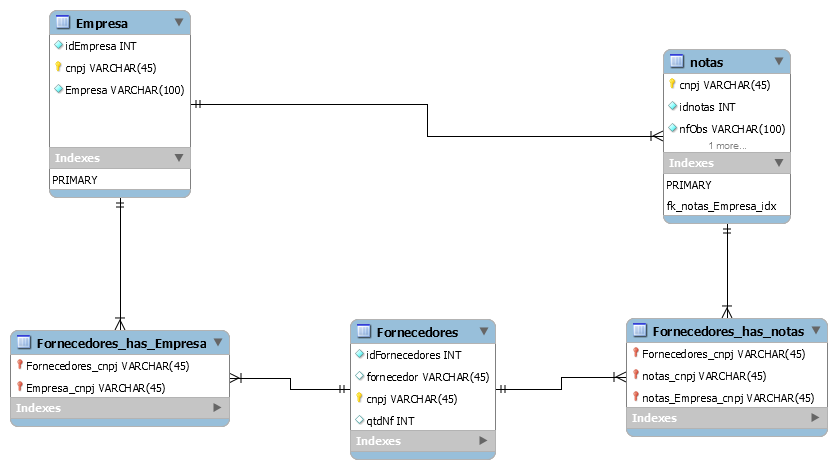 Empresa
idEmpresa INT
cnpj VARCHAR(45)
Empresa VARCHAR(100)
Indexes
PRIMARY
notas
cnpj VARCHAR(45)
idnotas INT
nfObs VARCHAR(100)
1 more...
Indexes
PRIMARY
fk_notas_Empresa_idx
Fornecedores_has_Empresa
Fornecedores_cnpj VARCHAR(45)
Empresa_cnpj VARCHAR(45)
Indexes
Fornecedores
idFornecedores INT
fornecedor VARCHAR(45)
cnpj VARCHAR(45)
qtdNf INT
Indexes
Fornecedores_has_notas
Fornecedores_cnpj VARCHAR(45)
notas_cnpj VARCHAR(45)
notas_Empresa_cnpj VARCHAR(45)
Indexes